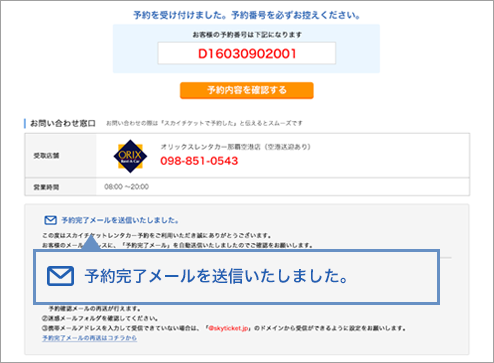 予約を受け付けました。予約番号を必ずお控えください。
お客様の予約番号は下記になります
D16030902001
予約内容を確認する
お問い合わせ窓口 お問い合わせの際は『スカイチケットで予約した』と伝えるとスムーズです
受取店舗
ORIX
Rent-A-Car
オリックスレンタカー那覇空港店（空港送迎あり）
098-851-0543
営業時間 08:00 ～20:00
予約完了メールを送信いたしました。
この度はスカイチケットレンタカー予約をご利用いただき誠にありがとうございます。
お客様のメールアドレスに、「予約完了メール」を自動送信いたしましたのでご確認をお願いします。
予約完了メールを送信いたしました。
予約確認メールの再送が行えます。
②迷惑メールフォルダを確認してください。
③携帯メールアドレスを入力して受信できていない場合は、「@skyticket.jp」のドメインから受信ができるように設定をお願いします。
予約完了メールの再送はコチラから